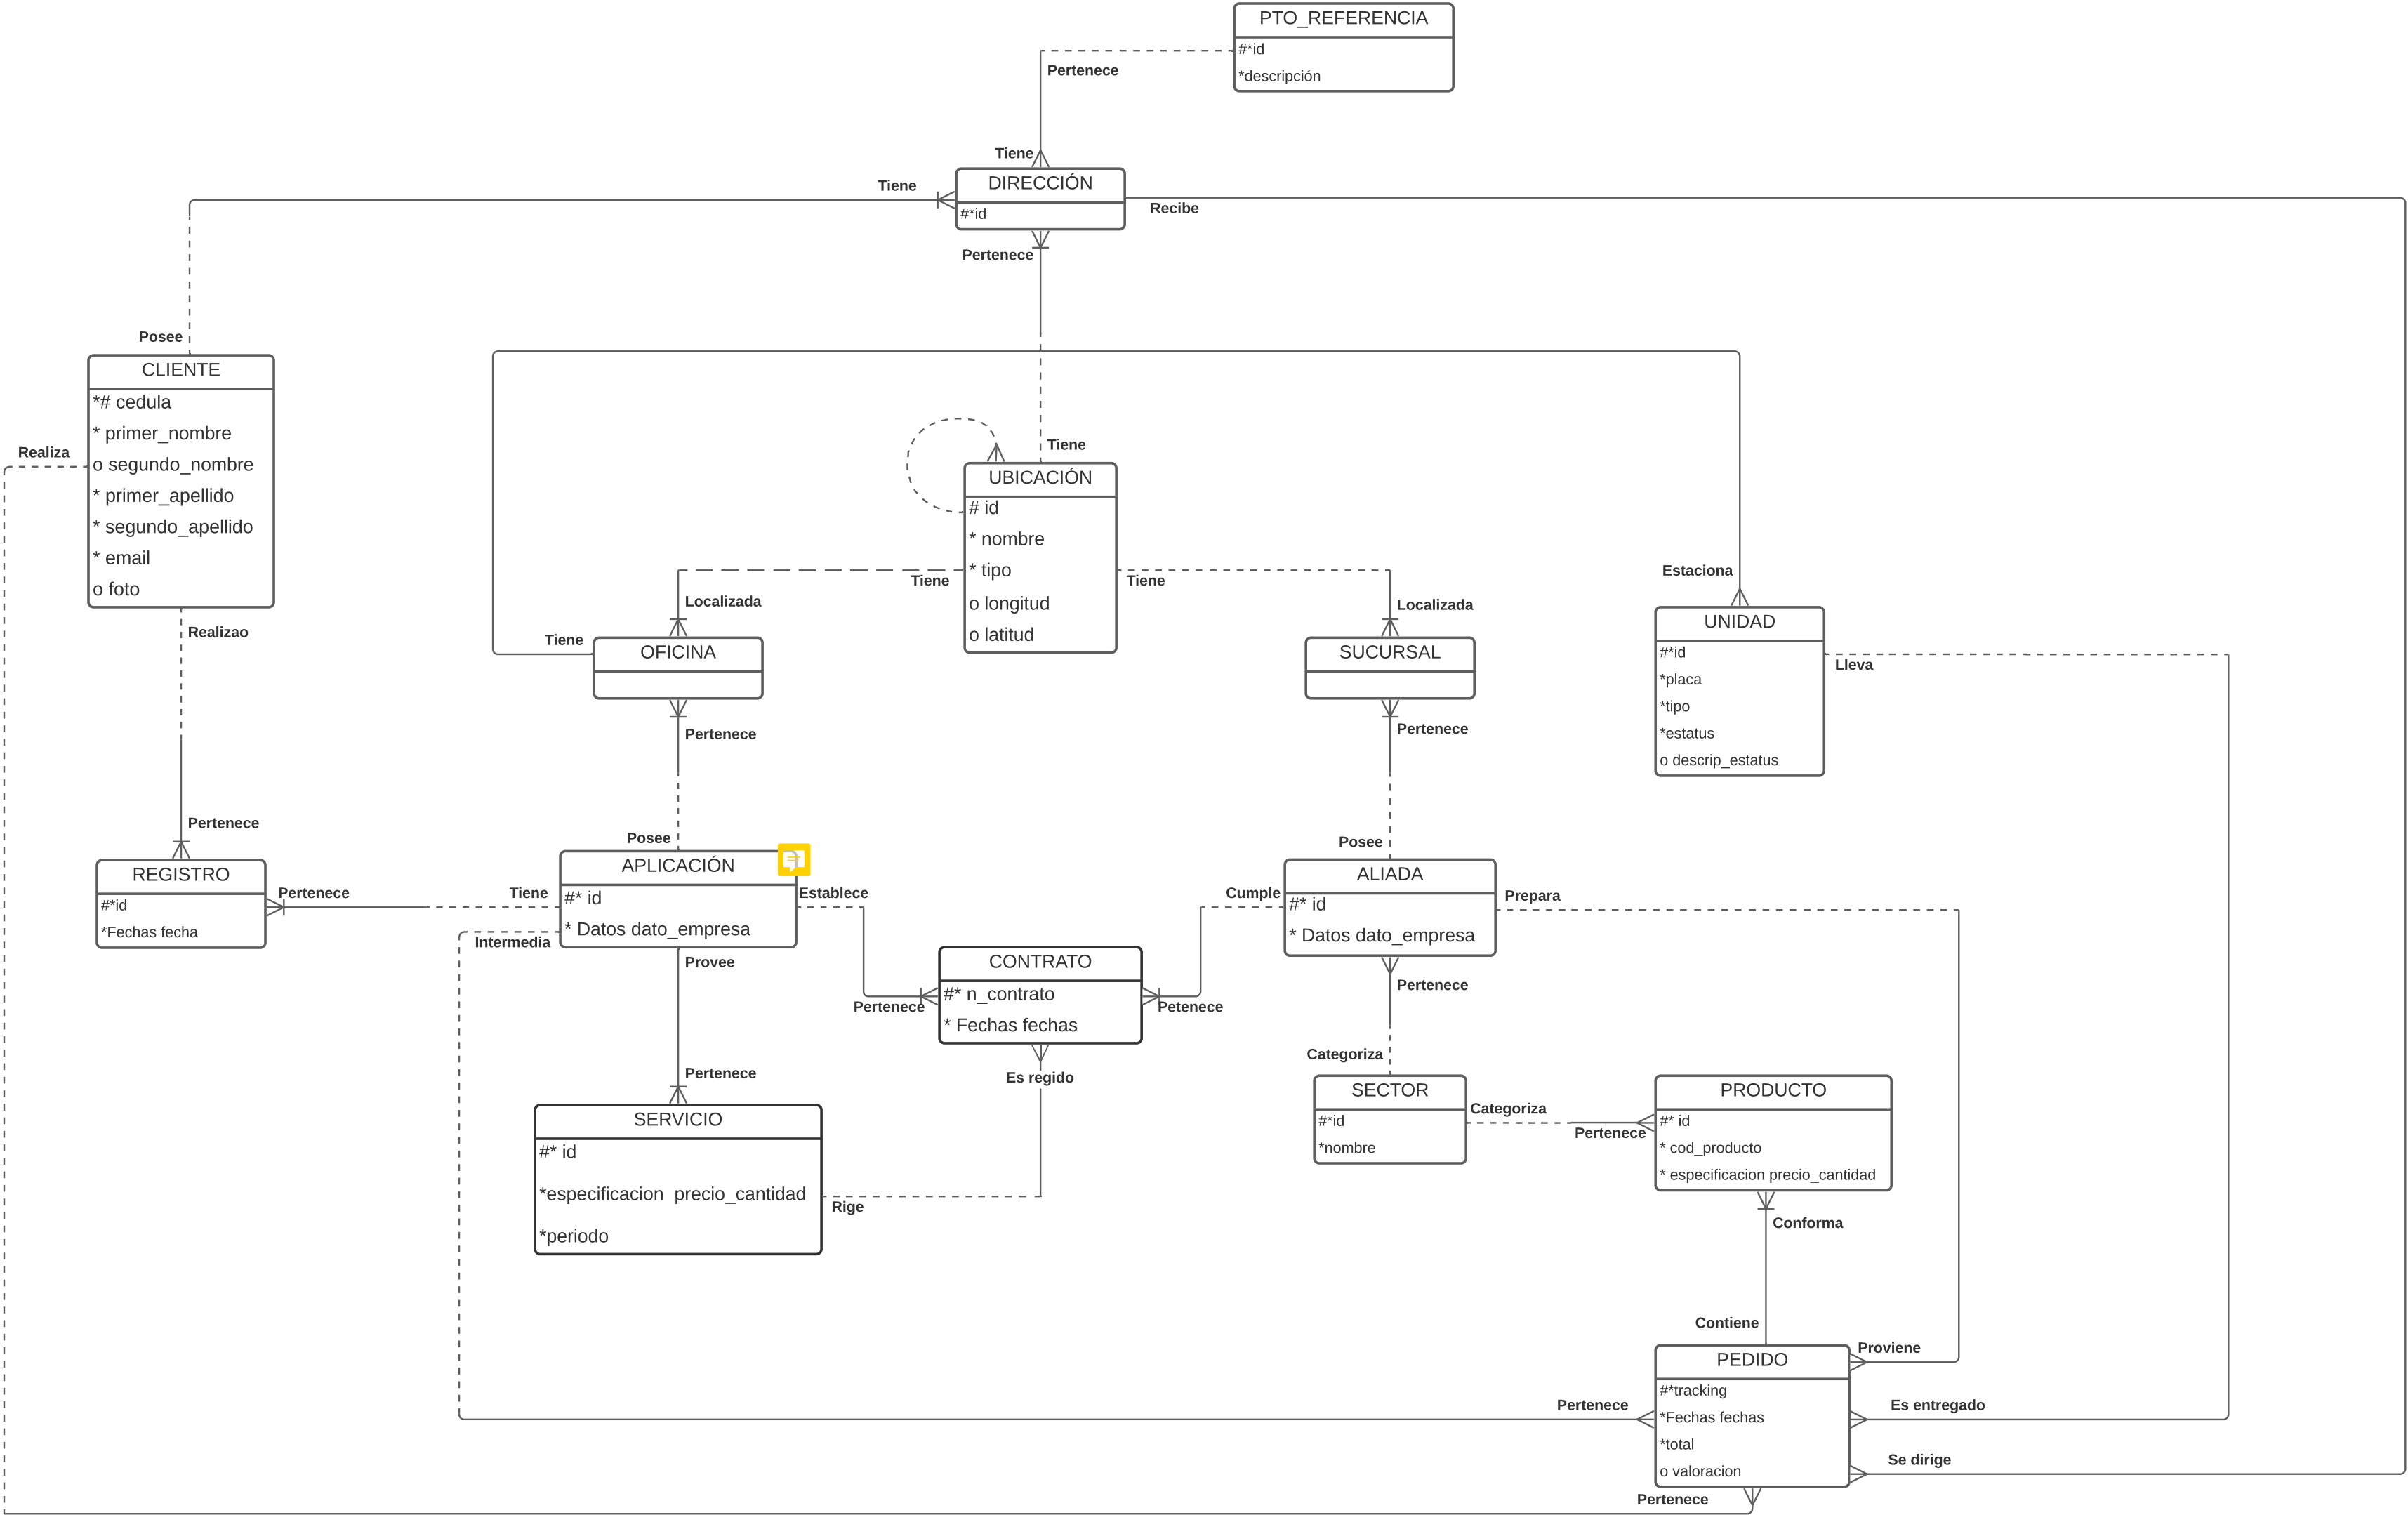 PTO_REFERENCIA
#*id
*descripción
Pertenece
Tiene
DIRECCIÓN
#*id
Tiene
Recibe
Pertenece
Posee
CLIENTE
*# cedula
* primer_nombre
o segundo_nombre
* primer_apellido
* segundo_apellido
* email
o foto
Realiza
Realizao
Tiene
UBICACIÓN
# id
* nombre
* tipo
o longitud
o latitud
Tiene
Tiene
Localizada
Localizada
Estaciona
Tiene
OFICINA
SUCURSAL
UNIDAD
#*id
*placa
*tipo
*estatus
o descrip_estatus
Lleva
Pertenece
Pertenece
Pertenece
Posee
Posee
REGISTRO
#*id
*Fechas fecha
Pertenece
Tiene
APLICACIÓN
#* id
* Datos dato_empresa
Establece
Intermedia
Provee
Cumple
ALIADA
#* id
* Datos dato_empresa
Prepara
CONTRATO
#* n_contrato
* Fechas fechas
Pertenece
Petenece
Pertenece
Es regido
Categoriza
Pertenece
SERVICIO
#* id
*especificacion precio_cantidad
*periodo
Rige
SECTOR
#*id
*nombre
Categoriza
Pertenece
PRODUCTO
#* id
* cod_producto
* especificacion precio_cantidad
Conforma
Contiene
PEDIDO
#*tracking
*Fechas fechas
*total
o valoracion
Proviene
Pertenece
Es entregado
Se dirige
Pertenece